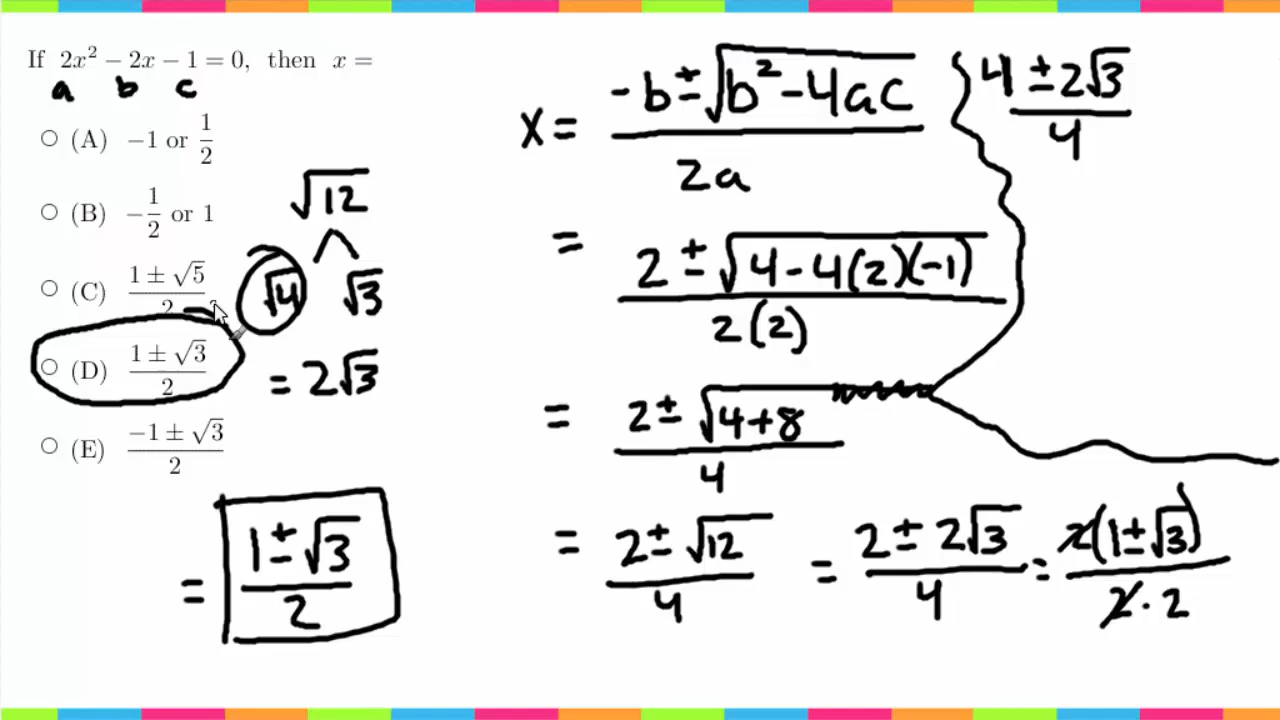 If 2x² − 2x − 1 = 0, then x =
a b c
(A) −1 or 1/2
(B) −1/2 or 1
(C) (1 ± √5)/2
(D) (1 ± √3)/2
(E) (−1 ± √3)/2
√12
√4 √3
= 2√3
= (1 ± √3)/2
x = (-b ± √(b² - 4ac))/(2a)
= (2 ± √(4 - 4(2)(-1)))/(2(2))
= (2 ± √(4 + 8))/4
= (2 ± √12)/4 = (2 ± 2√3)/4 = (2(1 ± √3))/(2 · 2)
(4 ± 2√3)/4